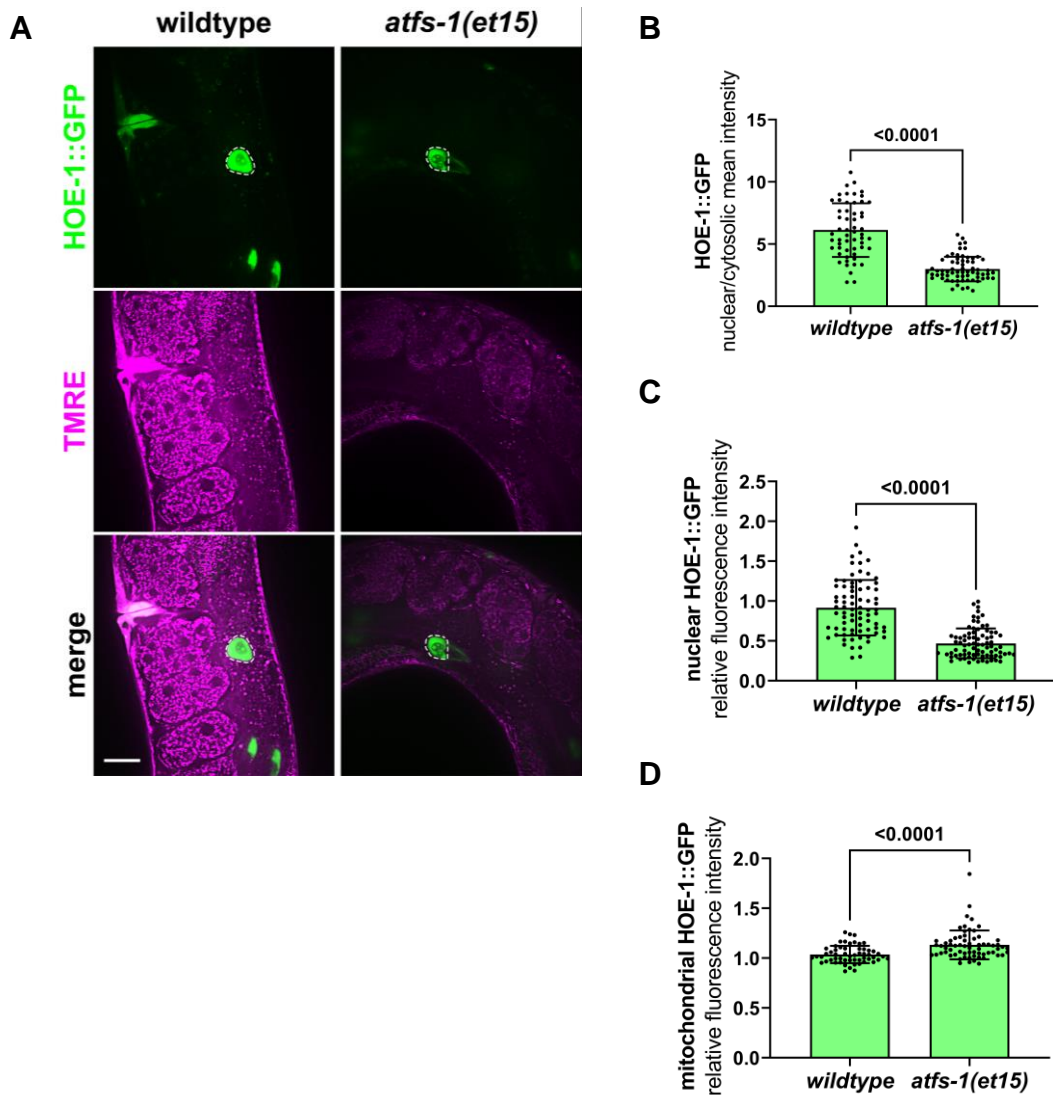 A
wildtype
atfs-1(et15)
HOE-1::GFP
TMRE
merge
B
HOE-1::GFP
nuclear/cytosolic mean intensity
15
10
5
0
<0.0001
wildtype
atfs-1(et15)
C
nuclear HOE-1::GFP
relative fluorescence intensity
2.5
2.0
1.5
1.0
0.5
0.0
<0.0001
wildtype
atfs-1(et15)
D
mitochondrial HOE-1::GFP
relative fluorescence intensity
2.0
1.5
1.0
0.5
0.0
<0.0001
wildtype
atfs-1(et15)